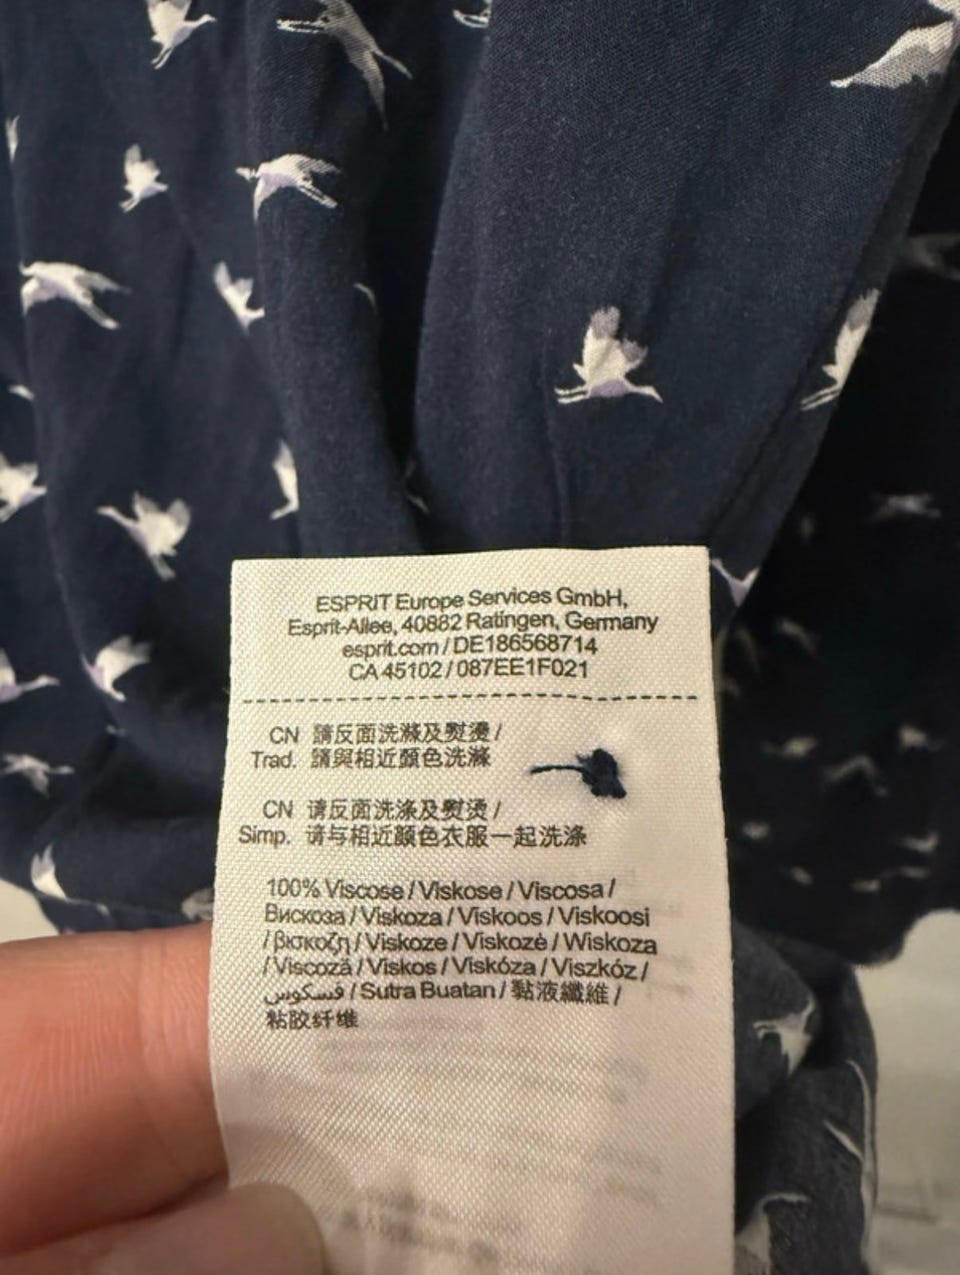 ESPRIT Europe Services GmbH,
Esprit-Allee, 40882 Ratingen, Germany
esprit.com / DE186568714
CA 45102 / 087EE1F021
CN 請反面洗滌及熨燙 /
Trad. 請與相近顏色洗滌
CN 请反面洗涤及熨烫 /
Simp. 请与相近颜色衣服一起洗涤
100% Viscose / Viskose / Viscosa /
Вискоза / Viskoza / Viskoos / Viskoosi
/ βισκοζη / Viskoze / Viskozė / Wiskoza
/ Viscoză / Viskos / Viskóza / Viszkóz /
فسكوس / Sutra Buatan / 黏液纖維 /
粘胶纤维